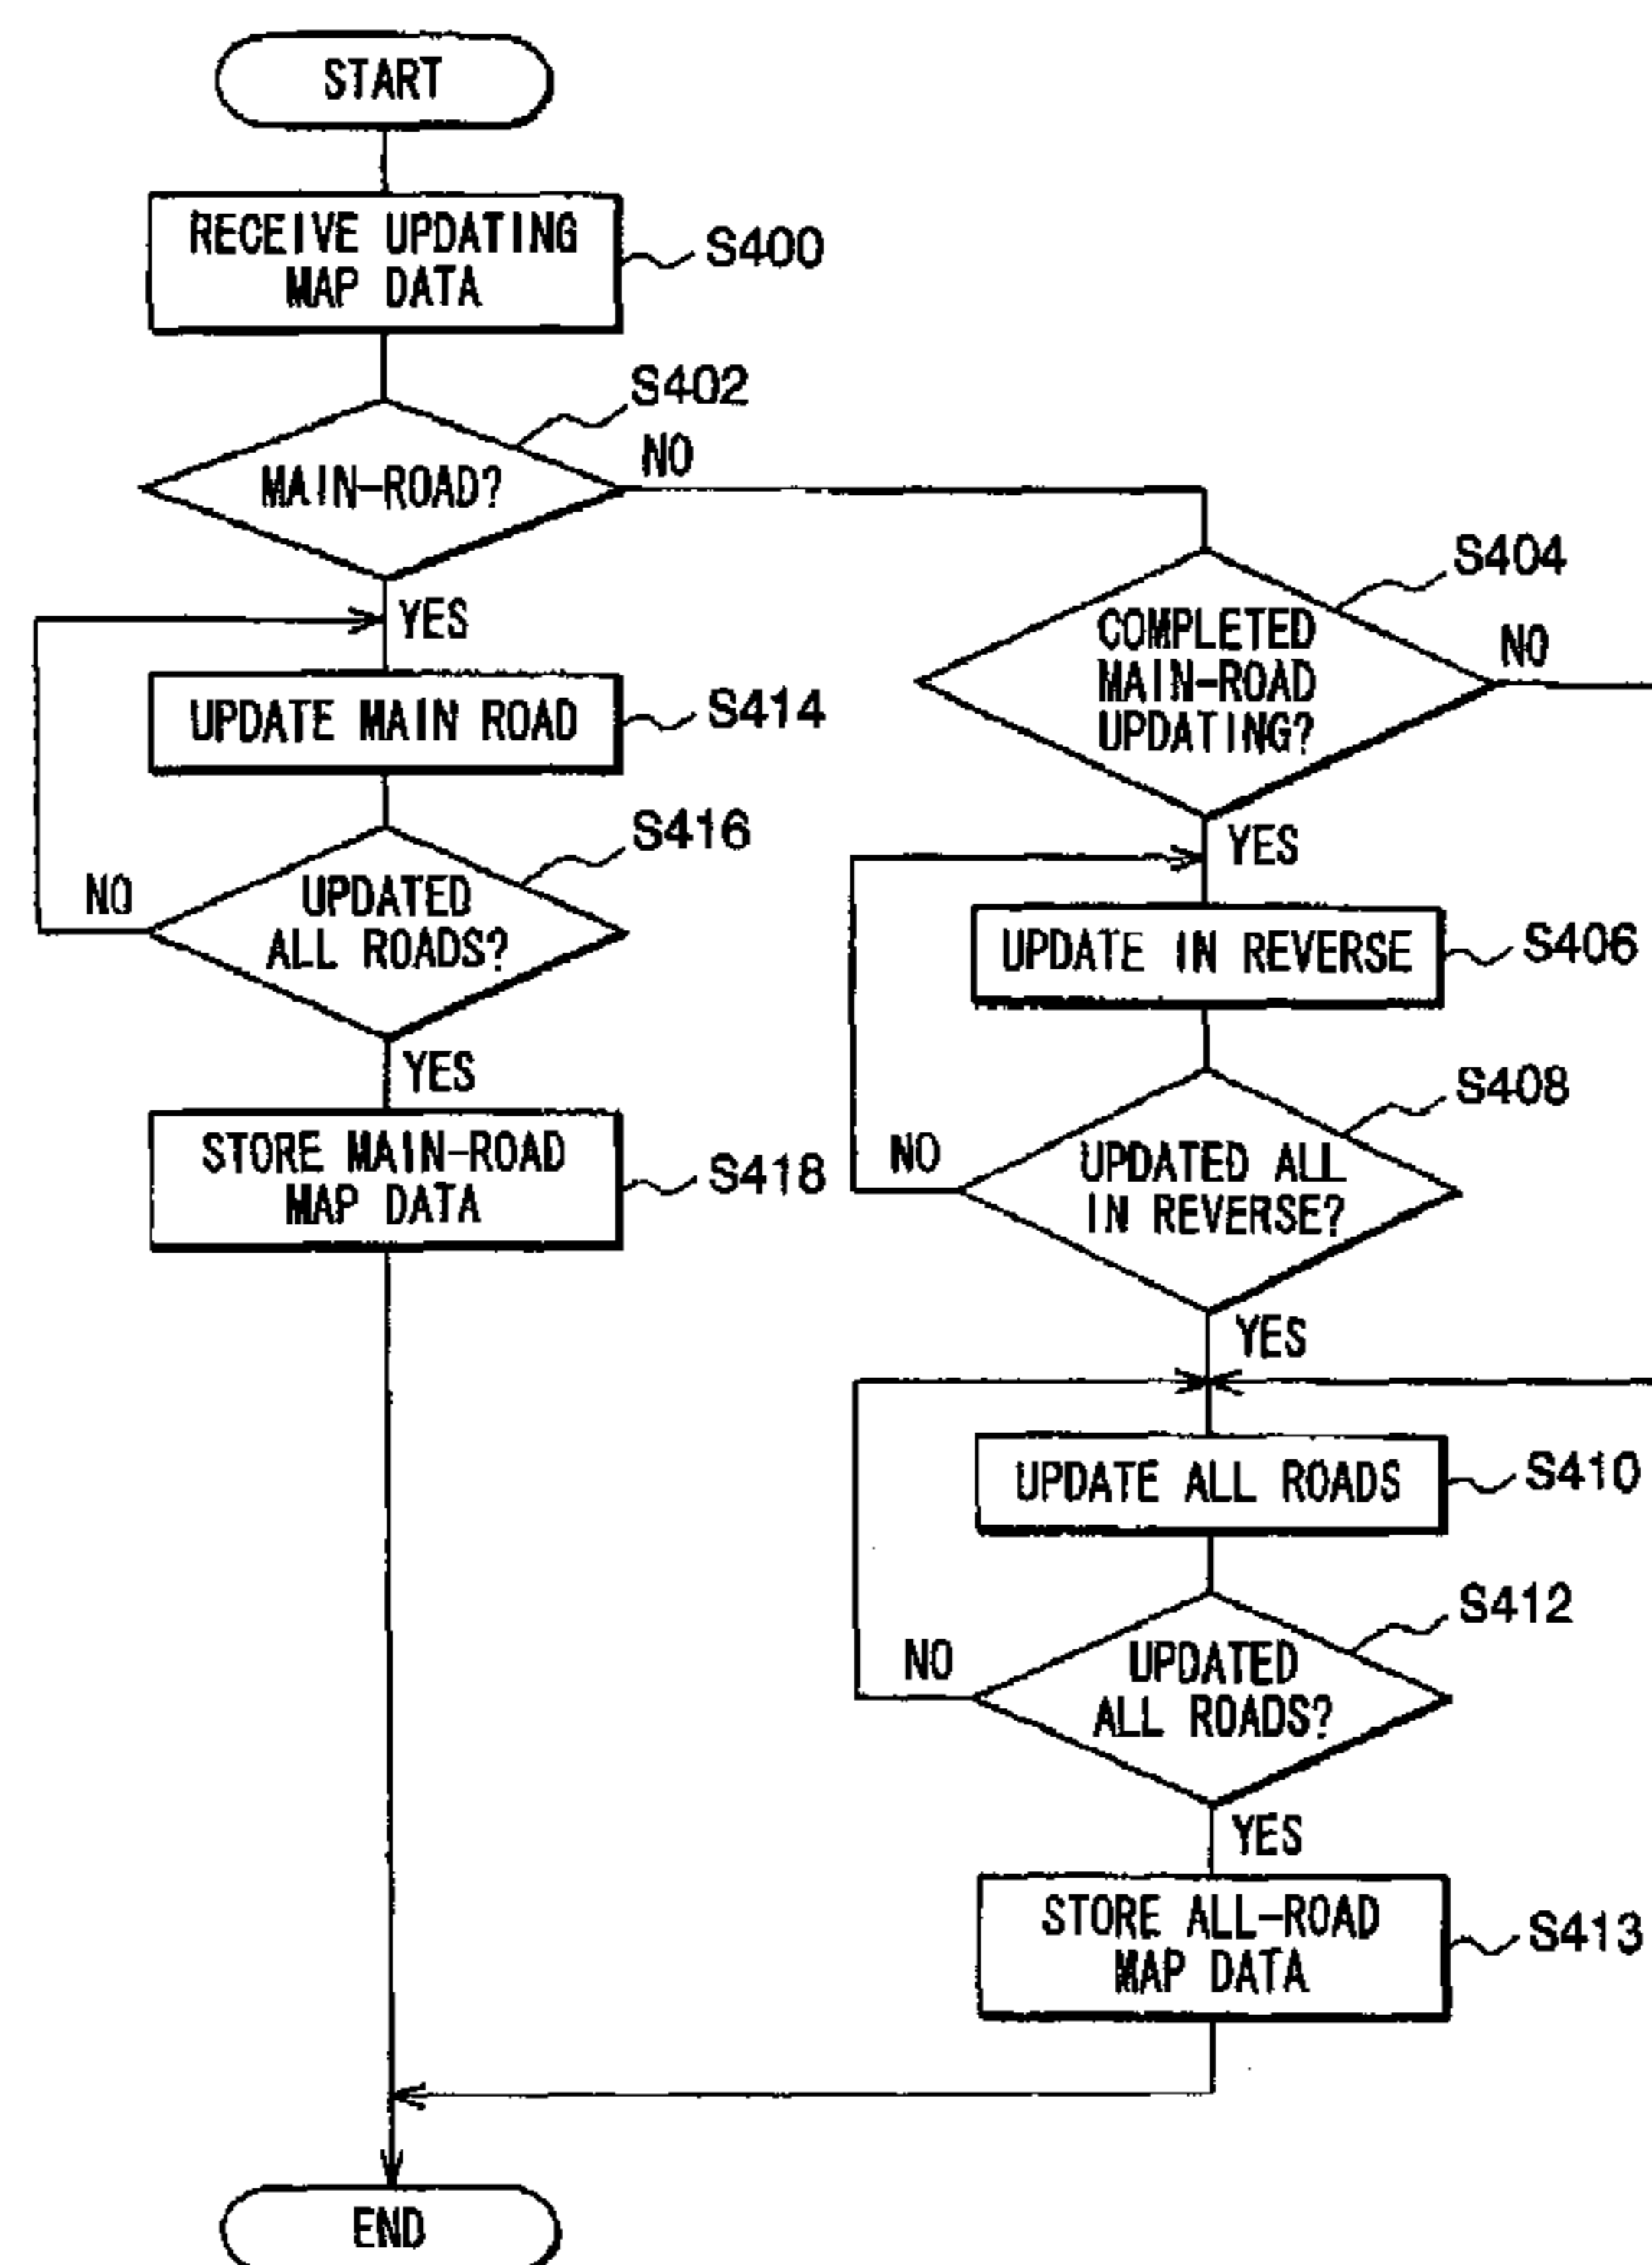 START
RECEIVE UPDATING
MAP DATA
S400
S402
MAIN-ROAD?
NO
YES
UPDATE MAIN ROAD
S414
S416
UPDATED
ALL ROADS?
NO
YES
STORE MAIN-ROAD
MAP DATA
S418
S404
COMPLETED
MAIN-ROAD
UPDATING?
NO
YES
UPDATE IN REVERSE
S406
S408
UPDATED ALL
IN REVERSE?
NO
YES
UPDATE ALL ROADS
S410
S412
UPDATED
ALL ROADS?
NO
YES
STORE ALL-ROAD
MAP DATA
S413
END